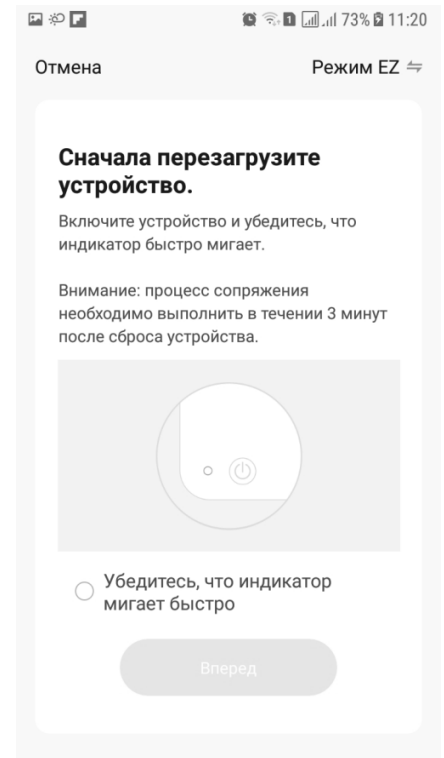 73% 11:20
Отмена Режим EZ
Сначала перезагрузите
устройство.
Включите устройство и убедитесь, что
индикатор быстро мигает.
Внимание: процесс сопряжения
необходимо выполнить в течении 3 минут
после сброса устройства.
Убедитесь, что индикатор
мигает быстро
Вперед